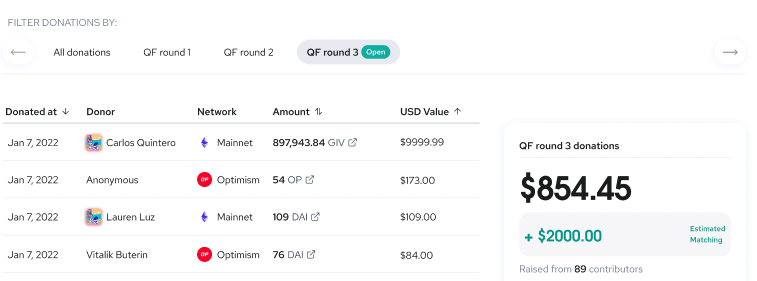 FILTER DONATIONS BY:
All donations QF round 1 QF round 2 QF round 3 Open
Donated at Donor Network Amount USD Value
Jan 7, 2022 Carlos Quintero Mainnet 897,943.84 GIV $9999.99
Jan 7, 2022 Anonymous OP Optimism 54 OP $173.00
Jan 7, 2022 Lauren Luz Mainnet 109 DAI $109.00
Jan 7, 2022 Vitalik Buterin OP Optimism 76 DAI $84.00
QF round 3 donations
$854.45
+ $2000.00 Estimated
Matching
Raised from 89 contributors